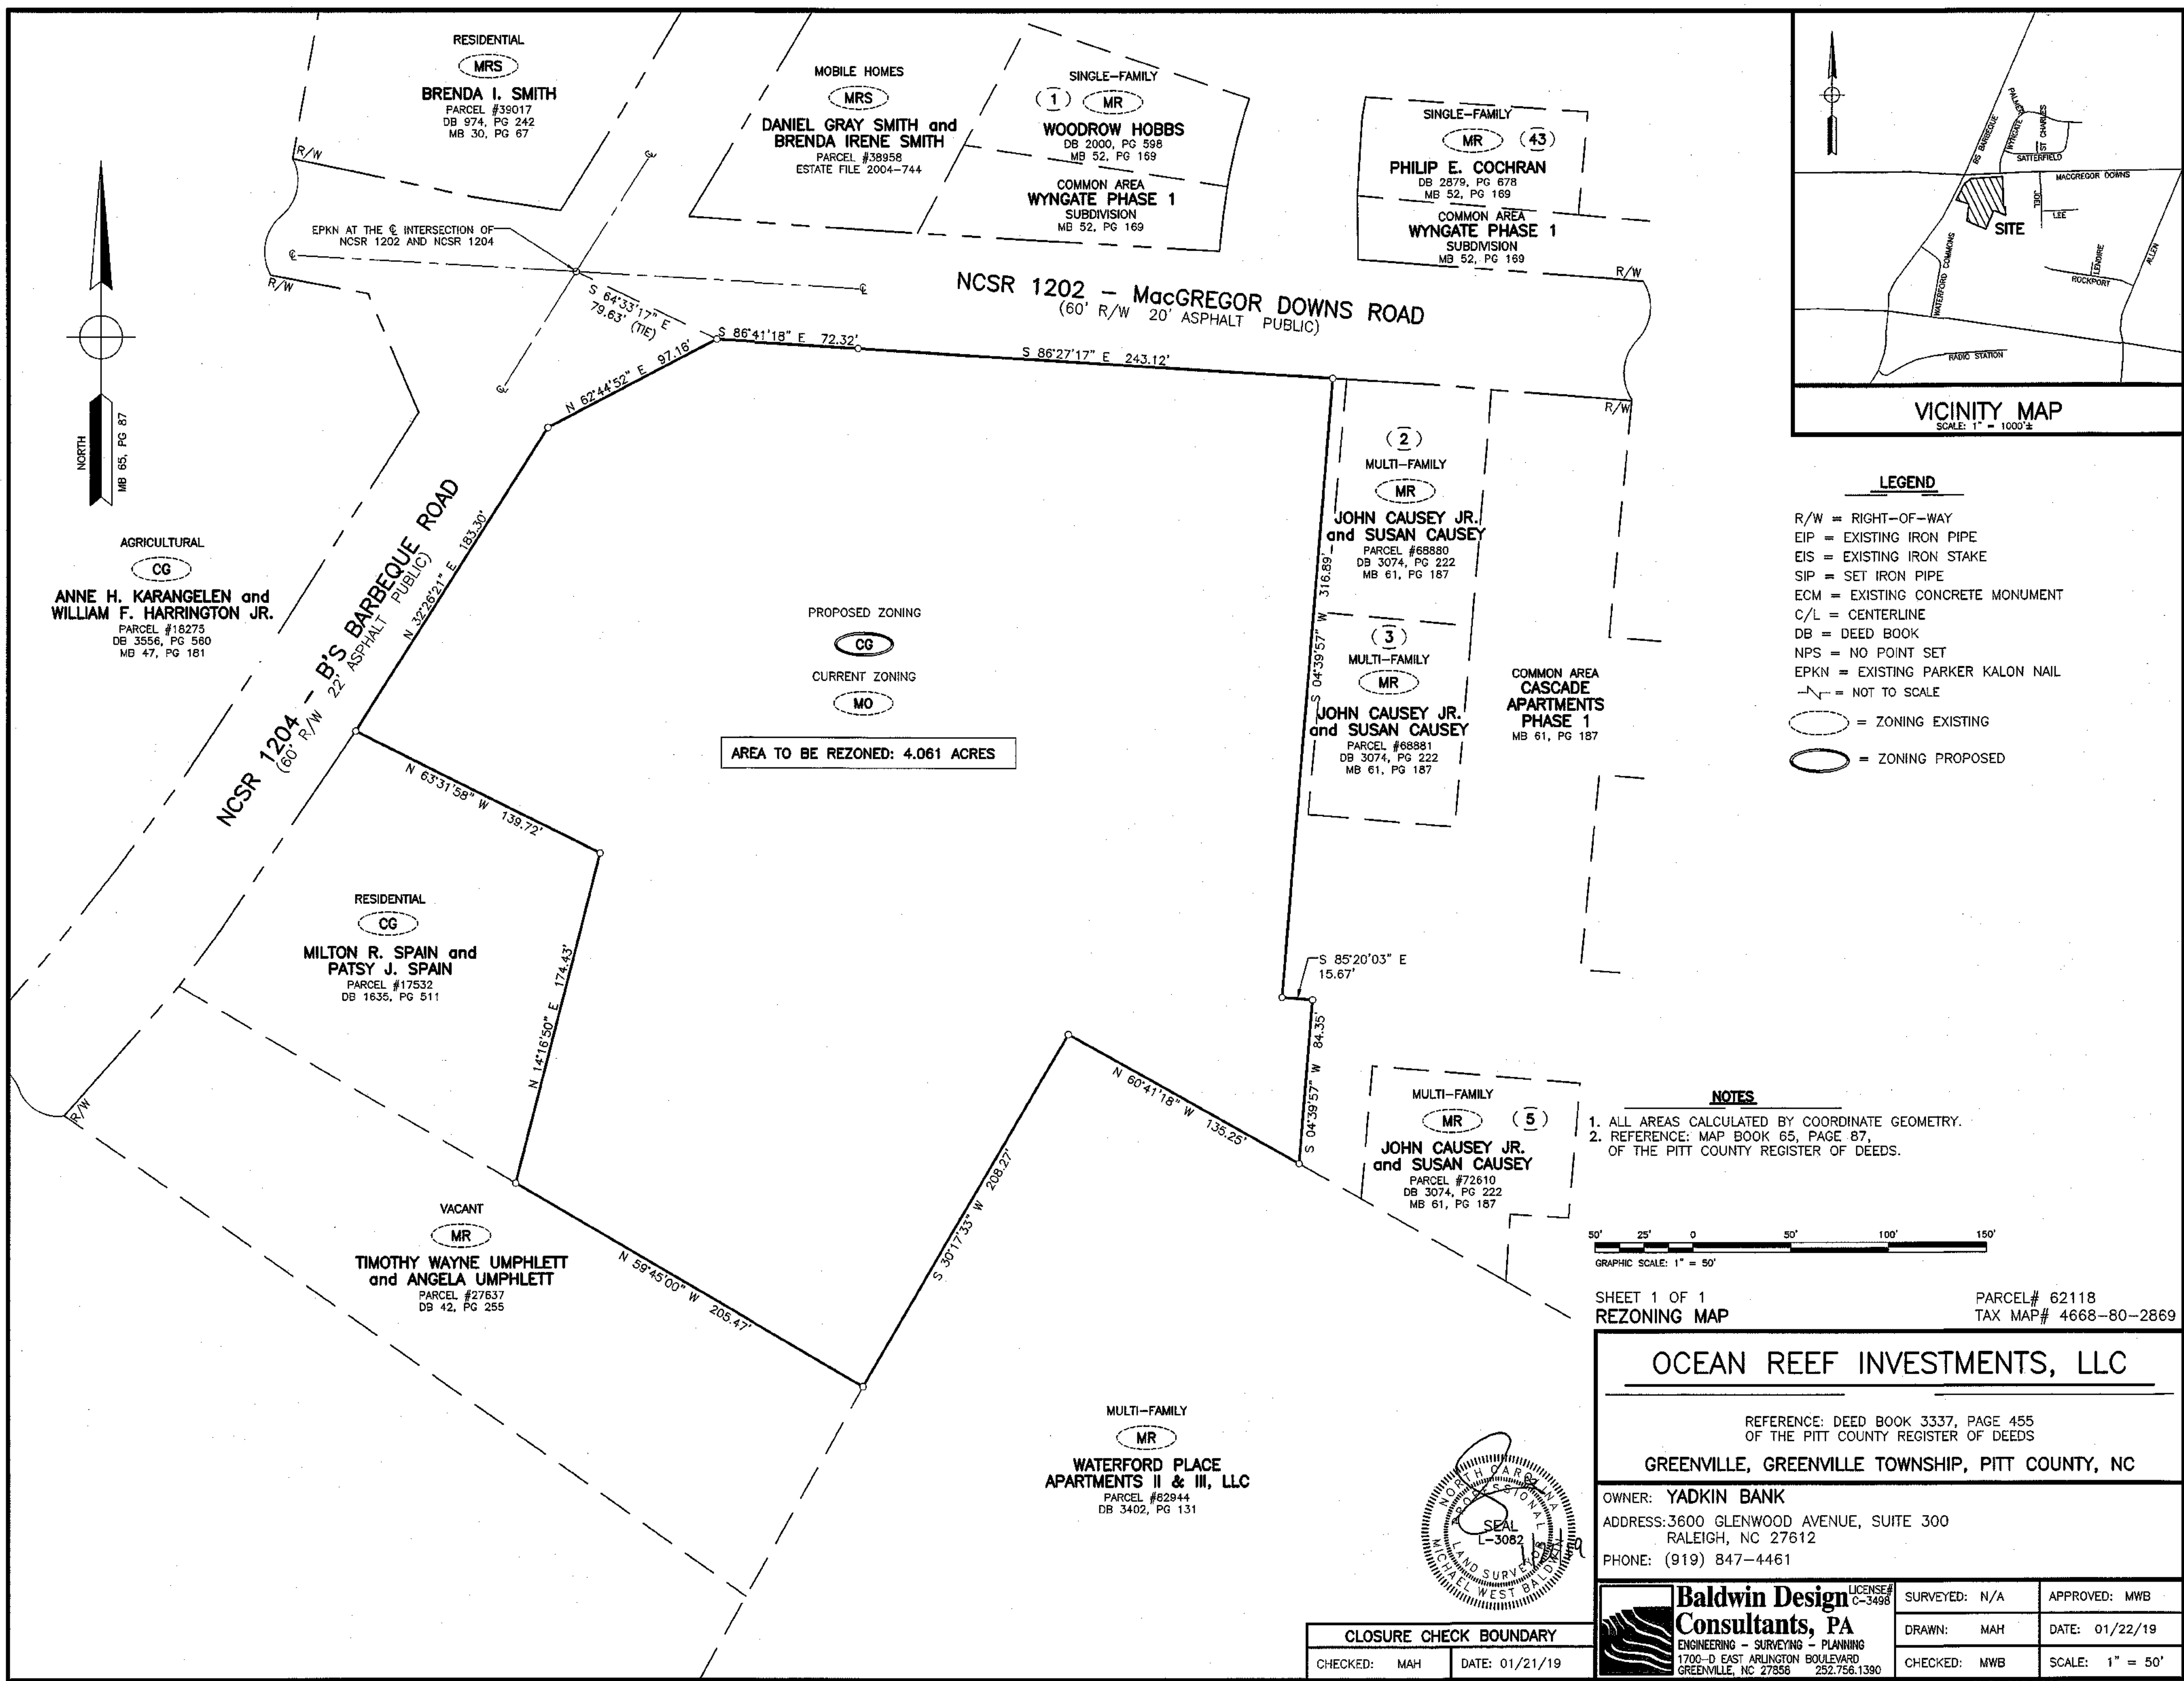 RESIDENTIAL
MRS
BRENDA I. SMITH
PARCEL #39017
DB 974, PG 242
MB 30, PG 67
R/W
MOBILE HOMES
MRS
DANIEL GRAY SMITH and
BRENDA IRENE SMITH
PARCEL #38958
ESTATE FILE 2004-744
SINGLE-FAMILY
1 MR
WOODROW HOBBS
DB 2000, PG 598
MB 52, PG 169
COMMON AREA
WYNGATE PHASE 1
SUBDIVISION
MB 52, PG 169
SINGLE-FAMILY
MR 43
PHILIP E. COCHRAN
DB 2879, PG 678
MB 52, PG 169
COMMON AREA
WYNGATE PHASE 1
SUBDIVISION
MB 52, PG 169
R/W
EPKN AT THE ℄ INTERSECTION OF
NCSR 1202 AND NCSR 1204
℄
℄
℄
℄
R/W
S 64°33'17" E
79.63' (TIE)
NCSR 1202 - MacGREGOR DOWNS ROAD
(60' R/W 20' ASPHALT PUBLIC)
N 62°44'52" E 97.16'
S 86°41'18" E 72.32'
S 86°27'17" E 243.12'
R/W
NORTH
MB 65, PG 87
AGRICULTURAL
CG
ANNE H. KARANGELEN and
WILLIAM F. HARRINGTON JR.
PARCEL #18275
DB 3556, PG 560
MB 47, PG 181
NCSR 1204 - B'S BARBEQUE ROAD
(60' R/W 22' ASPHALT PUBLIC)
N 32°26'21" E 183.30'
PROPOSED ZONING
CG
CURRENT ZONING
MO
AREA TO BE REZONED: 4.061 ACRES
S 04°39'57" W 316.89'
2
MULTI-FAMILY
MR
JOHN CAUSEY JR.
and SUSAN CAUSEY
PARCEL #68880
DB 3074, PG 222
MB 61, PG 187
3
MULTI-FAMILY
MR
JOHN CAUSEY JR.
and SUSAN CAUSEY
PARCEL #68881
DB 3074, PG 222
MB 61, PG 187
COMMON AREA
CASCADE
APARTMENTS
PHASE 1
MB 61, PG 187
N 63°31'58" W 139.72'
RESIDENTIAL
CG
MILTON R. SPAIN and
PATSY J. SPAIN
PARCEL #17532
DB 1635, PG 511
N 14°16'50" E 174.43'
R/W
S 85°20'03" E
15.67'
S 04°39'57" W 84.35'
N 60°41'18" W 135.25'
S 30°17'33" W 208.27'
N 59°45'00" W 205.47'
MULTI-FAMILY
MR 5
JOHN CAUSEY JR.
and SUSAN CAUSEY
PARCEL #72610
DB 3074, PG 222
MB 61, PG 187
VACANT
MR
TIMOTHY WAYNE UMPHLETT
and ANGELA UMPHLETT
PARCEL #27637
DB 42, PG 255
MULTI-FAMILY
MR
WATERFORD PLACE
APARTMENTS II & III, LLC
PARCEL #82944
DB 3402, PG 131
BS BARBEQUE
PALMER
WYNGATE
ST CHARLES
SATTERFIELD
MACGREGOR DOWNS
JOEL
LEE
SITE
WATERFORD COMMONS
LENOIRE
ROCKPORT
ALLEN
RADIO STATION
VICINITY MAP
SCALE: 1" = 1000'±
LEGEND
R/W = RIGHT-OF-WAY
EIP = EXISTING IRON PIPE
EIS = EXISTING IRON STAKE
SIP = SET IRON PIPE
ECM = EXISTING CONCRETE MONUMENT
C/L = CENTERLINE
DB = DEED BOOK
NPS = NO POINT SET
EPKN = EXISTING PARKER KALON NAIL
= NOT TO SCALE
= ZONING EXISTING
= ZONING PROPOSED
NOTES
1. ALL AREAS CALCULATED BY COORDINATE GEOMETRY.
2. REFERENCE: MAP BOOK 65, PAGE 87,
OF THE PITT COUNTY REGISTER OF DEEDS.
50' 25' 0 50' 100' 150'
GRAPHIC SCALE: 1" = 50'
SHEET 1 OF 1
REZONING MAP
PARCEL# 62118
TAX MAP# 4668-80-2869
OCEAN REEF INVESTMENTS, LLC
REFERENCE: DEED BOOK 3337, PAGE 455
OF THE PITT COUNTY REGISTER OF DEEDS
GREENVILLE, GREENVILLE TOWNSHIP, PITT COUNTY, NC
OWNER: YADKIN BANK
ADDRESS: 3600 GLENWOOD AVENUE, SUITE 300
RALEIGH, NC 27612
PHONE: (919) 847-4461
Baldwin Design
Consultants, PA
LICENSE#
C-3498
ENGINEERING - SURVEYING - PLANNING
1700-D EAST ARLINGTON BOULEVARD
GREENVILLE, NC 27858 252.756.1390
SURVEYED: N/A
APPROVED: MWB
DRAWN: MAH
DATE: 01/22/19
CHECKED: MWB
SCALE: 1" = 50'
NORTH CAROLINA
PROFESSIONAL
SEAL
L-3082
LAND SURVEYOR
MICHAEL WEST BALDWIN
CLOSURE CHECK BOUNDARY
CHECKED: MAH
DATE: 01/21/19